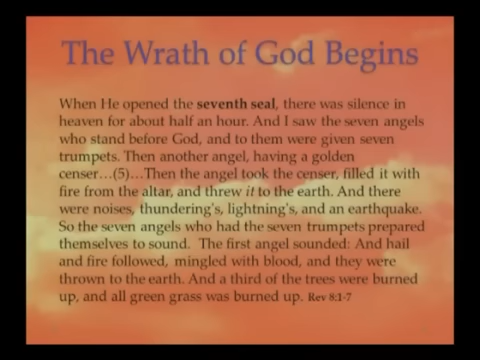 The Wrath of God Begins
When He opened the seventh seal, there was silence in
heaven for about half an hour. And I saw the seven angels
who stand before God, and to them were given seven
trumpets. Then another angel, having a golden
censer…(5)…Then the angel took the censer, filled it with
fire from the altar, and threw it to the earth. And there
were noises, thundering's, lightning's, and an earthquake.
So the seven angels who had the seven trumpets prepared
themselves to sound.  The first angel sounded: And hail
and fire followed, mingled with blood, and they were
thrown to the earth. And a third of the trees were burned
up, and all green grass was burned up. Rev 8:1-7